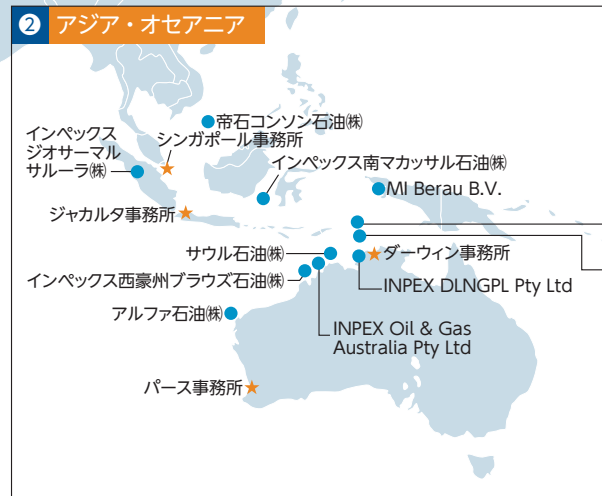 2 アジア・オセアニア
帝石コンソン石油㈱
インペックス
ジオサーマル
サルーラ㈱
シンガポール事務所
インペックス南マカッサル石油㈱
MI Berau B.V.
ジャカルタ事務所
サウル石油㈱
ダーウィン事務所
インペックス西豪州ブラウズ石油㈱
INPEX DLNGPL Pty Ltd
アルファ石油㈱
INPEX Oil & Gas
Australia Pty Ltd
パース事務所